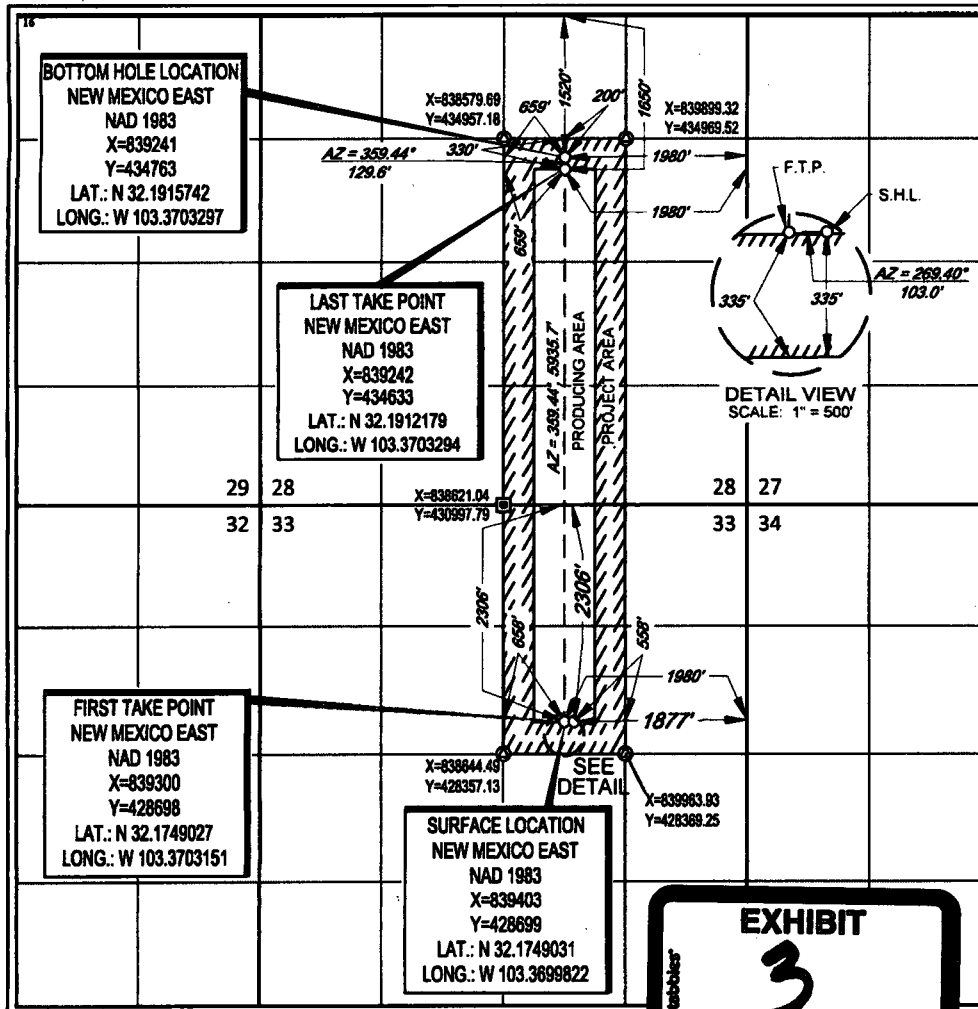 16
BOTTOM HOLE LOCATION
NEW MEXICO EAST
NAD 1983
X=839241
Y=434763
LAT.: N 32.1915742
LONG.: W 103.3703297
X=838579.69
Y=434957.18
659'
1520'
200'
1650'
X=839899.32
Y=434969.52
AZ = 359.44°
129.6'
330'
1980'
1980'
659'
F.T.P.
S.H.L.
AZ = 269.40°
103.0'
335'
335'
DETAIL VIEW
SCALE: 1" = 500'
LAST TAKE POINT
NEW MEXICO EAST
NAD 1983
X=839242
Y=434633
LAT.: N 32.1912179
LONG.: W 103.3703294
AZ = 359.44°, 5935.7'
PRODUCING AREA
PROJECT AREA
29 28
32 33
X=838621.04
Y=430997.79
28 27
33 34
2306'
2306'
658'
558'
1980'
1877'
FIRST TAKE POINT
NEW MEXICO EAST
NAD 1983
X=839300
Y=428698
LAT.: N 32.1749027
LONG.: W 103.3703151
X=838644.49
Y=428357.13
SEE
DETAIL
X=839963.93
Y=428369.25
SURFACE LOCATION
NEW MEXICO EAST
NAD 1983
X=839403
Y=428699
LAT.: N 32.1749031
LONG.: W 103.3699822
EXHIBIT
3
tabbies®